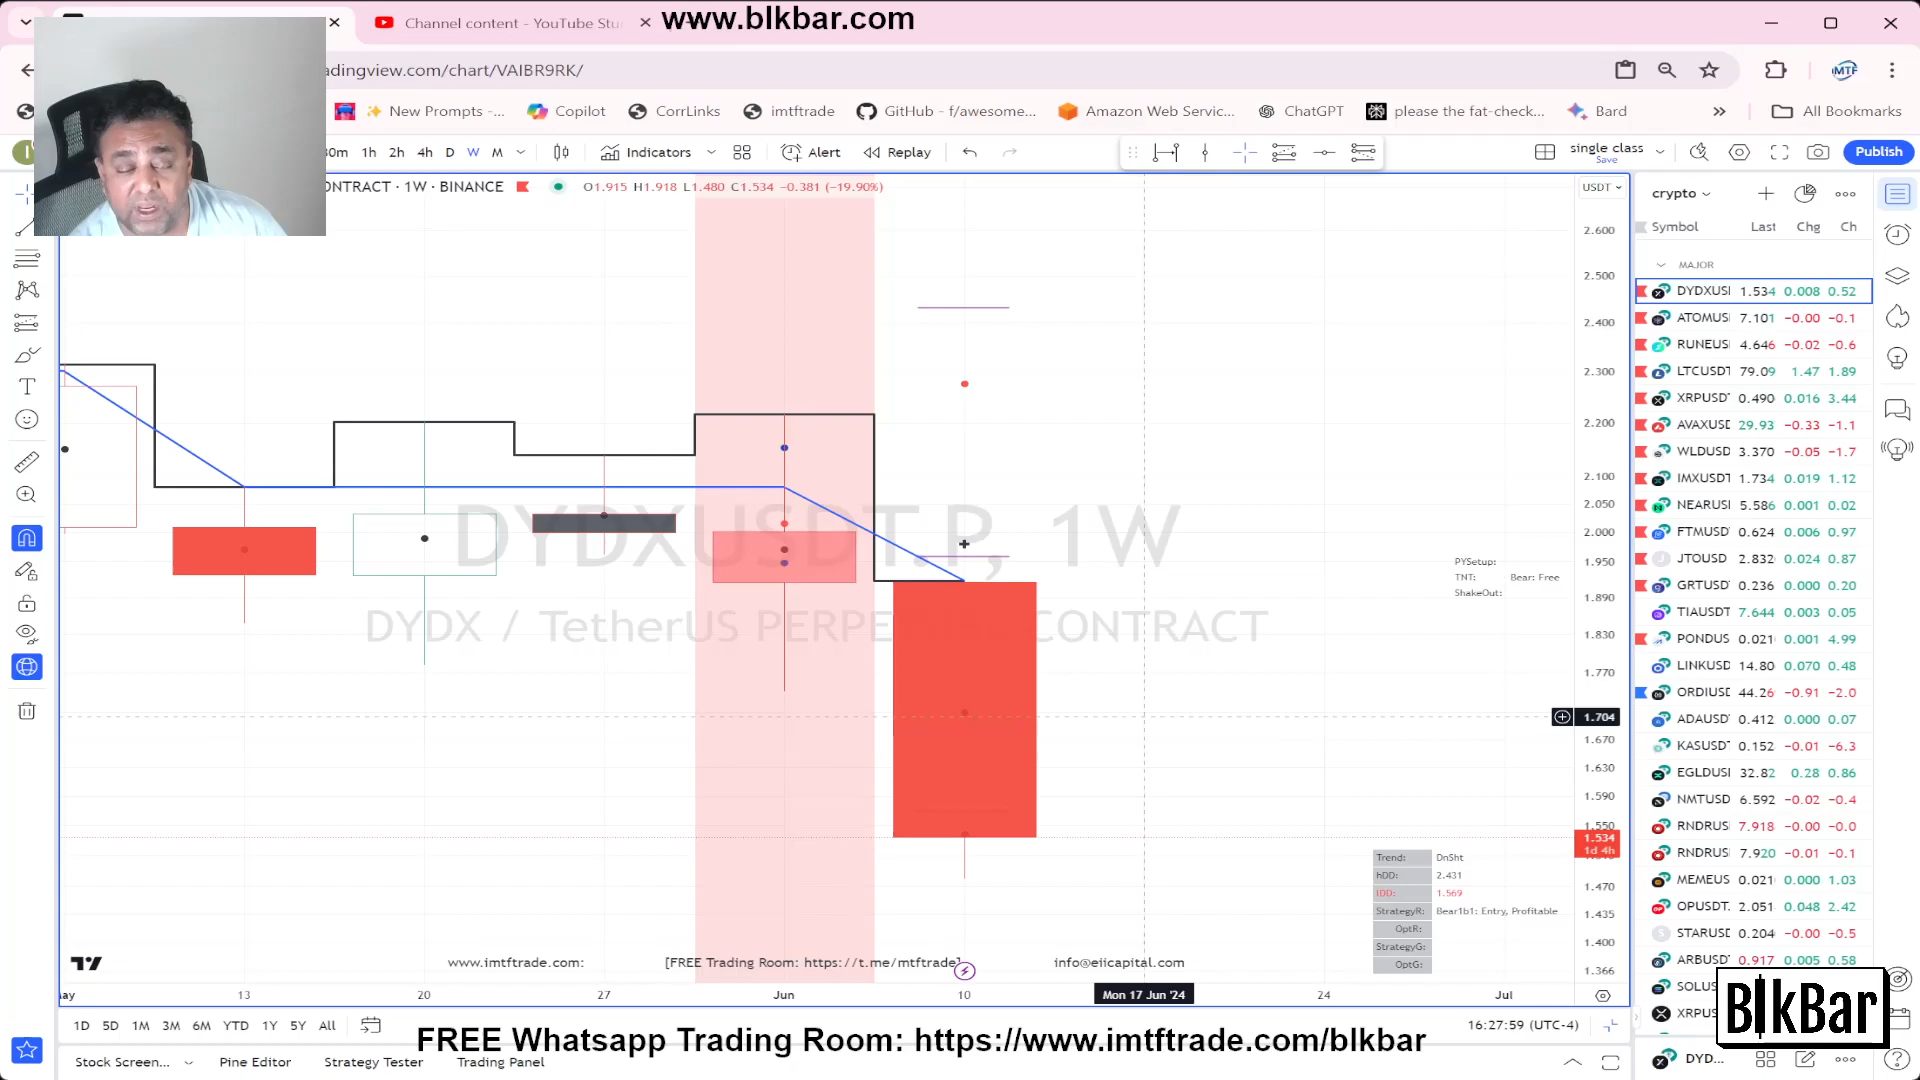 Channel content - YouTube Stu
www.blkbar.com
adingview.com/chart/VAIBR9RK/
New Prompts -...
Copilot
CorrLinks
imtftrade
GitHub - f/awesome...
Amazon Web Servic...
ChatGPT
please the fat-check...
Bard
»
All Bookmarks
30m 1h 2h 4h D W M
Indicators
Alert
Replay
single class
Save
Publish
ONTRACT · 1W · BINANCE
O1.915 H1.918 L1.480 C1.534 −0.381 (−19.90%)
USDT
crypto
Symbol Last Chg Ch
MAJOR
DYDXUSI 1.534 0.008 0.52
ATOMUS 7.101 −0.00 −0.1
RUNEUS 4.646 −0.02 −0.6
LTCUSDT 79.09 1.47 1.89
XRPUSDT 0.490 0.016 3.44
AVAXUSD 29.93 −0.33 −1.1
WLDUSD 3.370 −0.05 −1.7
IMXUSDT 1.734 0.019 1.12
NEARUSI 5.586 0.001 0.02
FTMUSD 0.624 0.006 0.97
JTOUSD 2.832 0.024 0.87
GRTUSD 0.236 0.000 0.20
TIAUSDT 7.644 0.003 0.05
PONDUS 0.021 0.001 4.99
LINKUSD 14.80 0.070 0.48
ORDIUSD 44.26 −0.91 −2.0
ADAUSD 0.412 0.000 0.07
KASUSDT 0.152 −0.01 −6.3
EGLDUSI 32.82 0.28 0.86
NMTUSD 6.592 −0.02 −0.4
RNDRUS 7.918 −0.00 −0.0
RNDRUS 7.920 −0.01 −0.1
MEMEUS 0.021 0.000 1.03
OPUSDT. 2.051 0.048 2.42
STARUSD 0.204 −0.00 −0.5
ARBUSD 0.917 0.005 0.58
SOLUS
XRPUS
2.600
2.500
2.400
2.300
2.200
2.100
2.050
2.000
1.950
1.890
1.830
1.770
1.704
1.670
1.630
1.590
1.550
1.534
1d 4h
1.470
1.435
1.400
1.366
DYDXUSDT.P, 1W
DYDX / TetherUS PERPE CONTRACT
PYSetup:
TNT: Bear: Free
ShakeOut:
Trend: DnSht
hDD: 2.431
lDD: 1.569
StrategyR: Bear1b1: Entry, Profitable
OptR:
StrategyG:
OptG:
www.imtftrade.com:
[FREE Trading Room: https://t.me/mtftrade]
info@eiicapital.com
ay 13 20 27 Jun 10 Mon 17 Jun '24 24 Jul
1D 5D 1M 3M 6M YTD 1Y 5Y All
16:27:59 (UTC-4)
FREE Whatsapp Trading Room: https://www.imtftrade.com/blkbar
BlkBar
Stock Screen...
Pine Editor
Strategy Tester
Trading Panel
DYD...